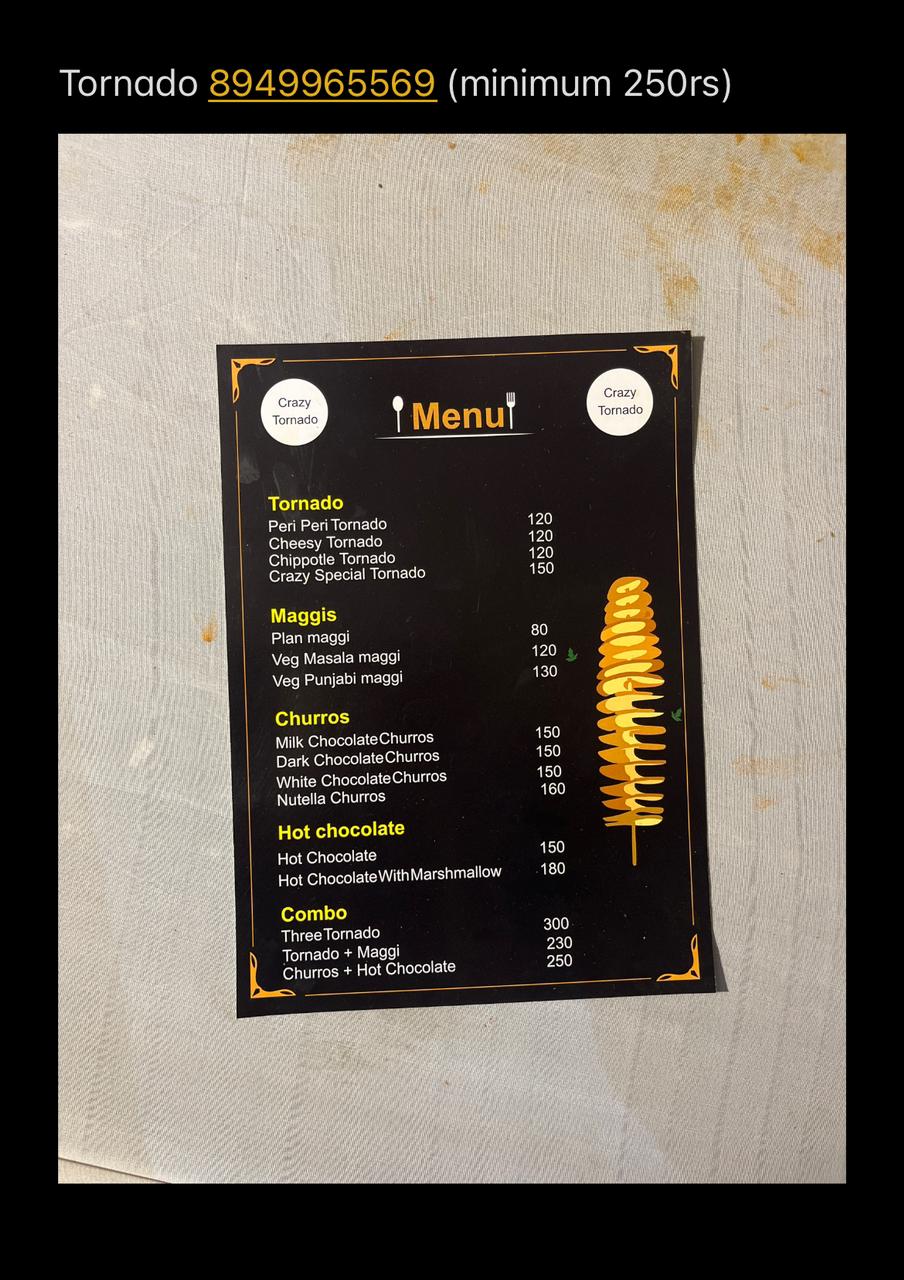 Tornado 8949965569 (minimum 250rs)
Crazy
Tornado
Menu
Crazy
Tornado
Tornado
Peri Peri Tornado 120
Cheesy Tornado 120
Chippotle Tornado 120
Crazy Special Tornado 150
Maggis
Plan maggi 80
Veg Masala maggi 120
Veg Punjabi maggi 130
Churros
Milk Chocolate Churros 150
Dark Chocolate Churros 150
White Chocolate Churros 150
Nutella Churros 160
Hot chocolate
Hot Chocolate 150
Hot Chocolate With Marshmallow 180
Combo
Three Tornado 300
Tornado + Maggi 230
Churros + Hot Chocolate 250